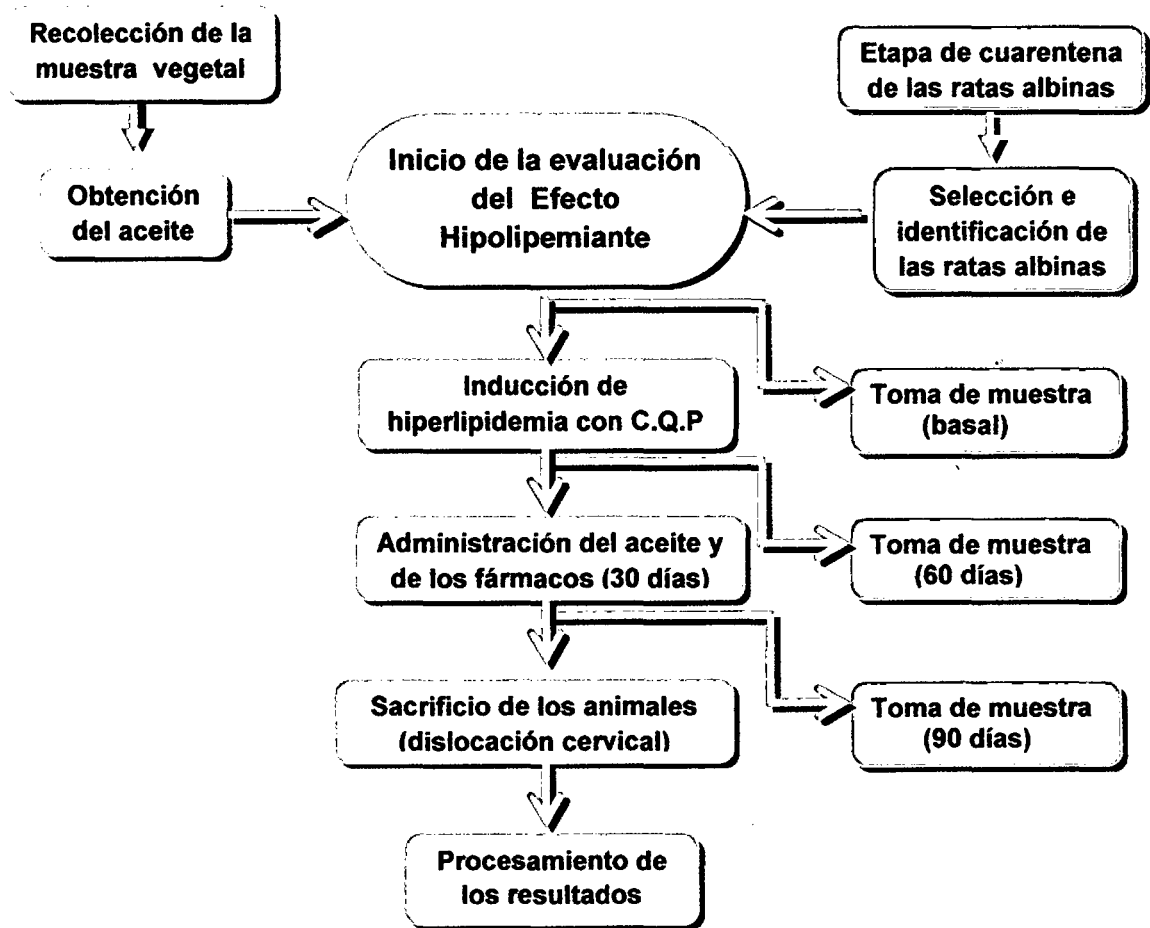 Recolección de la
muestra vegetal
Etapa de cuarentena
de las ratas albinas
Inicio de la evaluación
del Efecto
Hipolipemiante
Obtención
del aceite
Selección e
identificación de
las ratas albinas
Inducción de
hiperlipidemia con C.Q.P
Toma de muestra
(basal)
Administración del aceite y
de los fármacos (30 días)
Toma de muestra
(60 días)
Sacrificio de los animales
(dislocación cervical)
Toma de muestra
(90 días)
Procesamiento de
los resultados